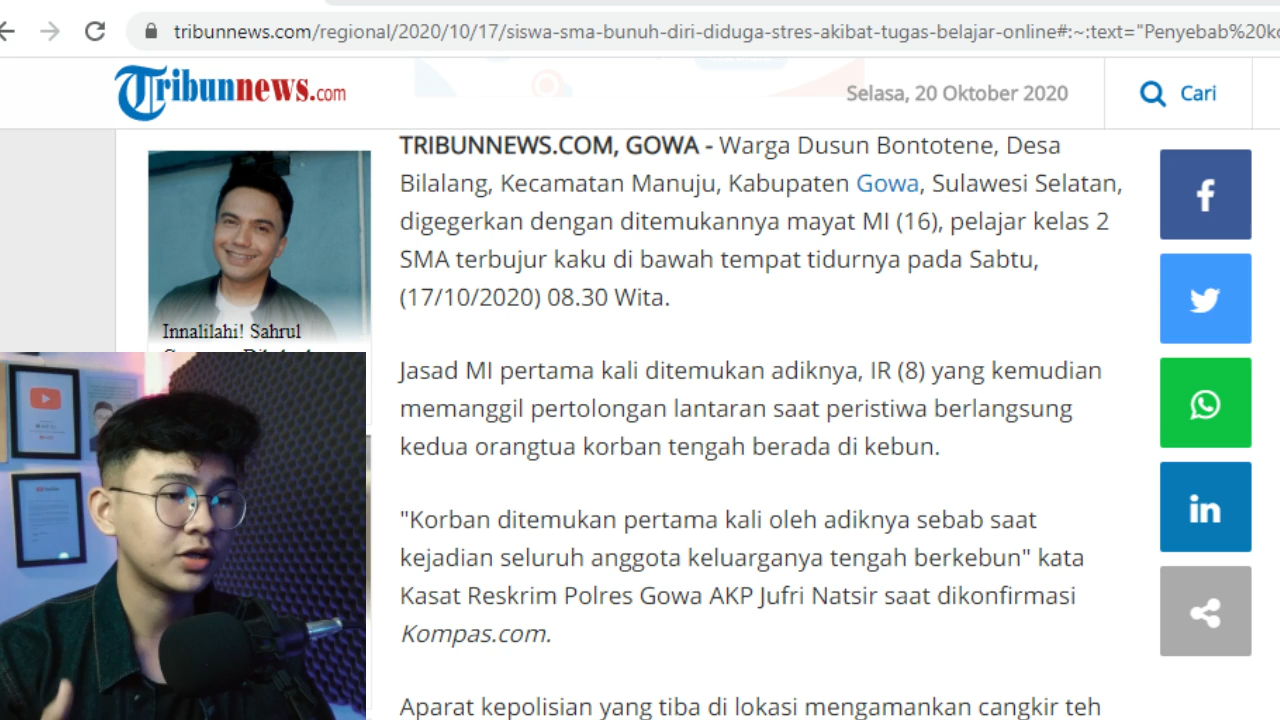 tribunnews.com/regional/2020/10/17/siswa-sma-bunuh-diri-diduga-stres-akibat-tugas-belajar-online#:~:text="Penyebab%20k
Tribunnews.com
Selasa, 20 Oktober 2020
Cari
TRIBUNNEWS.COM, GOWA - Warga Dusun Bontotene, Desa
Bilalang, Kecamatan Manuju, Kabupaten Gowa, Sulawesi Selatan,
digegerkan dengan ditemukannya mayat MI (16), pelajar kelas 2
SMA terbujur kaku di bawah tempat tidurnya pada Sabtu,
(17/10/2020) 08.30 Wita.
Innalilahi! Sahrul
Jasad MI pertama kali ditemukan adiknya, IR (8) yang kemudian
memanggil pertolongan lantaran saat peristiwa berlangsung
kedua orangtua korban tengah berada di kebun.
"Korban ditemukan pertama kali oleh adiknya sebab saat
kejadian seluruh anggota keluarganya tengah berkebun" kata
Kasat Reskrim Polres Gowa AKP Jufri Natsir saat dikonfirmasi
Kompas.com.
Aparat kepolisian yang tiba di lokasi mengamankan cangkir teh